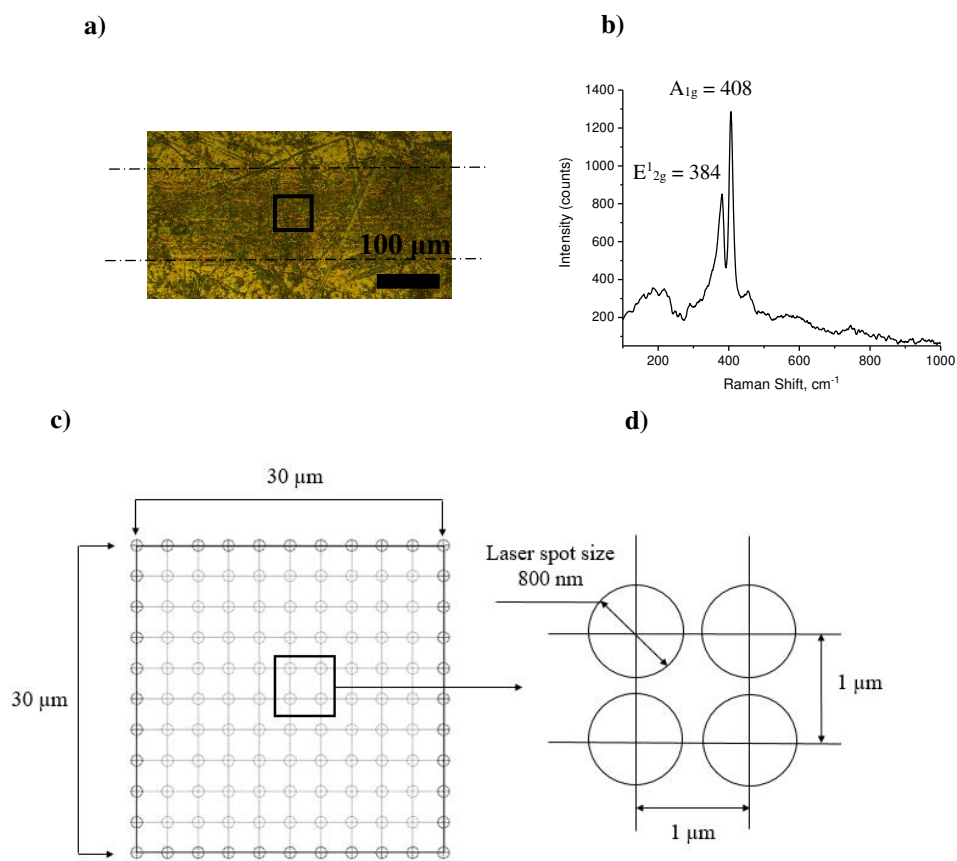 a)
b)
100 µm
A₁g = 408
E¹₂g = 384
1400
1200
1000
800
600
400
200
Intensity (counts)
200
400
600
800
1000
Raman Shift, cm⁻¹
c)
d)
30 µm
30 µm
Laser spot size
800 nm
1 µm
1 µm